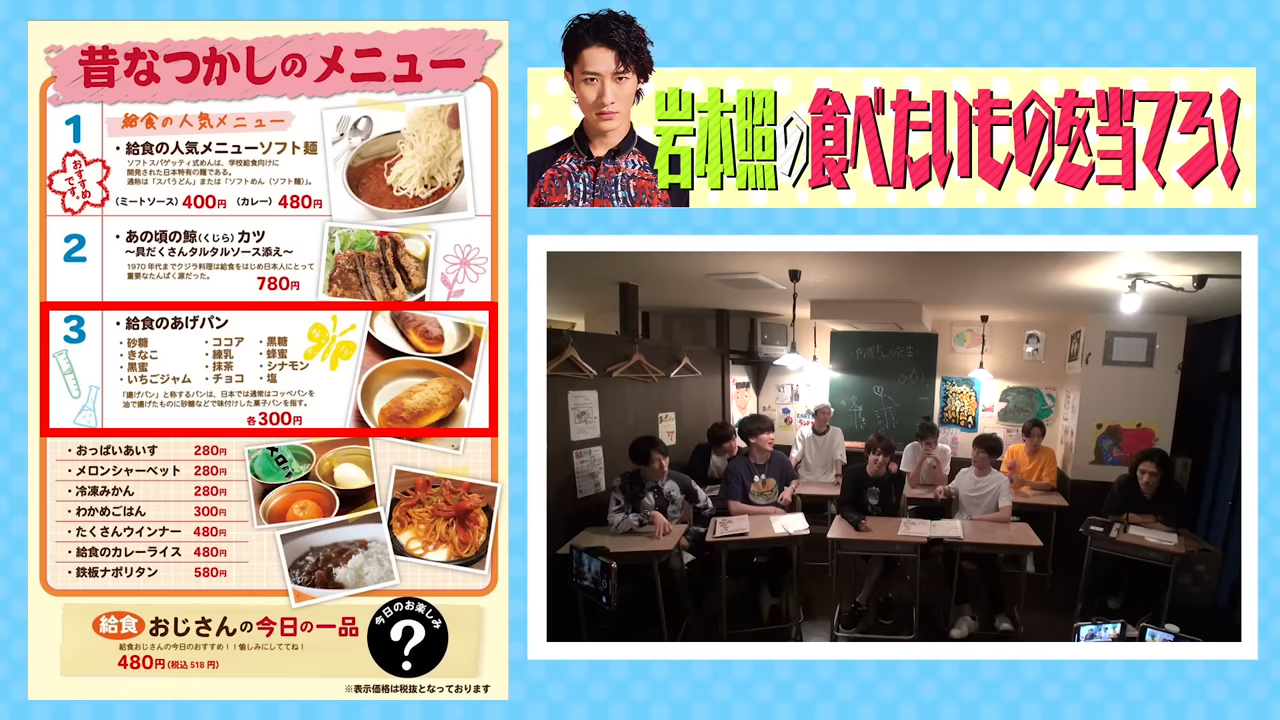 昔なつかしのメニュー
1
おすすめです。
給食の人気メニュー
・給食の人気メニューソフト麺
ソフトスパゲッティ式めんは、学校給食向けに
開発された日本特有の麺である。
通称は「スパうどん」または「ソフトめん（ソフト麺）」。
（ミートソース）400円 （カレー）480円
2
・あの頃の鯨（くじら）カツ
〜具だくさんタルタルソース添え〜
1970年代までクジラ料理は給食をはじめ日本人にとって
重要なたんぱく源だった。
780円
3
・給食のあげパン
・砂糖 ・ココア ・黒糖
・きなこ ・練乳 ・蜂蜜
・黒蜜 ・抹茶 ・シナモン
・いちごジャム ・チョコ ・塩
「揚げパン」と称するパンは、日本では通常はコッペパンを
油で揚げたものに砂糖などで味付けした菓子パンを指す。
各300円
・おっぱいあいす 280円
・メロンシャーベット 280円
・冷凍みかん 280円
・わかめごはん 300円
・たくさんウインナー 480円
・給食のカレーライス 480円
・鉄板ナポリタン 580円
給食おじさんの今日の一品
給食おじさんの今日のおすすめ！！愉しみにしててね！
480円（税込 518 円）
今日のお楽しみ
?
※表示価格は税抜となっております
岩本照の食べたいものを当てろ！